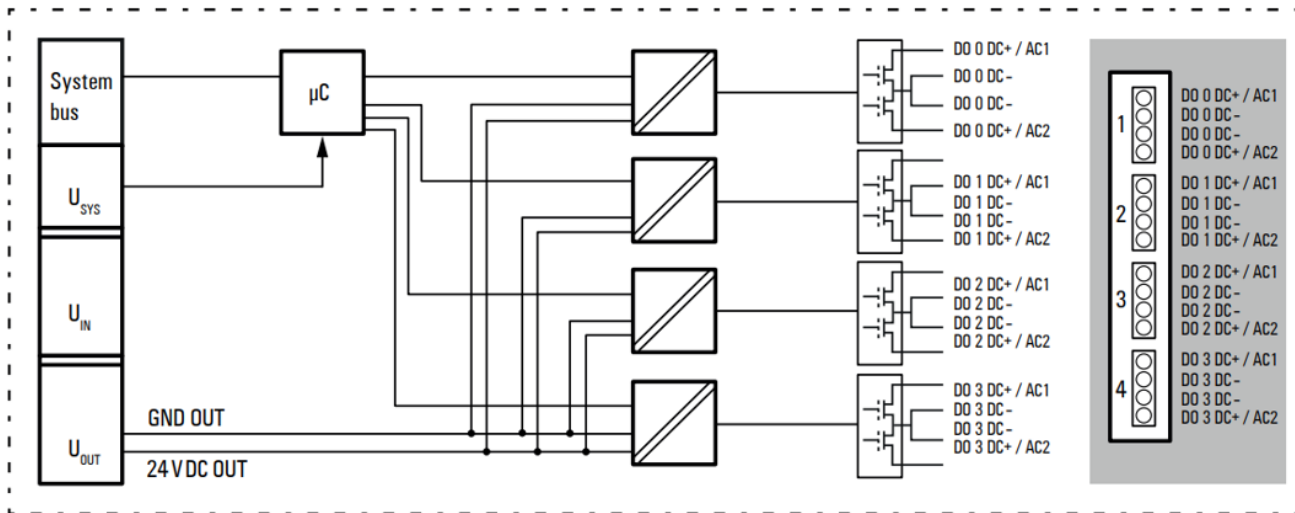 System
bus
µC
U SYS
U IN
U OUT
GND OUT
24 V DC OUT
DO 0 DC+ / AC1
DO 0 DC–
DO 0 DC–
DO 0 DC+ / AC2
DO 1 DC+ / AC1
DO 1 DC–
DO 1 DC–
DO 1 DC+ / AC2
DO 2 DC+ / AC1
DO 2 DC–
DO 2 DC–
DO 2 DC+ / AC2
DO 3 DC+ / AC1
DO 3 DC–
DO 3 DC–
DO 3 DC+ / AC2
1
DO 0 DC+ / AC1
DO 0 DC–
DO 0 DC–
DO 0 DC+ / AC2
2
DO 1 DC+ / AC1
DO 1 DC–
DO 1 DC–
DO 1 DC+ / AC2
3
DO 2 DC+ / AC1
DO 2 DC–
DO 2 DC–
DO 2 DC+ / AC2
4
DO 3 DC+ / AC1
DO 3 DC–
DO 3 DC–
DO 3 DC+ / AC2